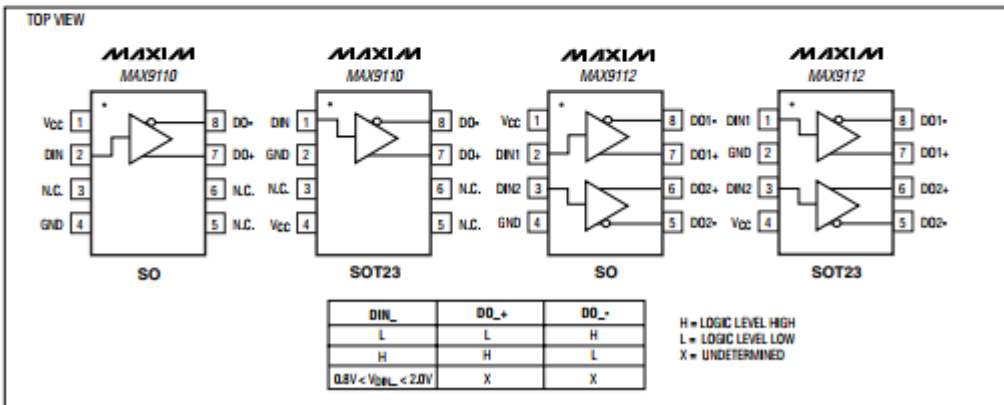 TOP VIEW
MAXIM MAXIM MAXIM MAXIM
MAX9110 MAX9110 MAX9112 MAX9112
VCC 1 8 DO- DIN 1 8 DO- VCC 1 8 DO1- DIN1 1 8 DO1-
DIN 2 7 DO+ GND 2 7 DO+ DIN1 2 7 DO1+ GND 2 7 DO1+
N.C. 3 6 N.C. N.C. 3 6 N.C. DIN2 3 6 DO2+ DIN2 3 6 DO2+
GND 4 5 N.C. VCC 4 5 N.C. GND 4 5 DO2- VCC 4 5 DO2-
SO SOT23 SO SOT23
DIN_ DO_+ DO_-
L L H
H H L
0.8V < VDIN_ < 2.0V X X
H = LOGIC LEVEL HIGH
L = LOGIC LEVEL LOW
X = UNDETERMINED